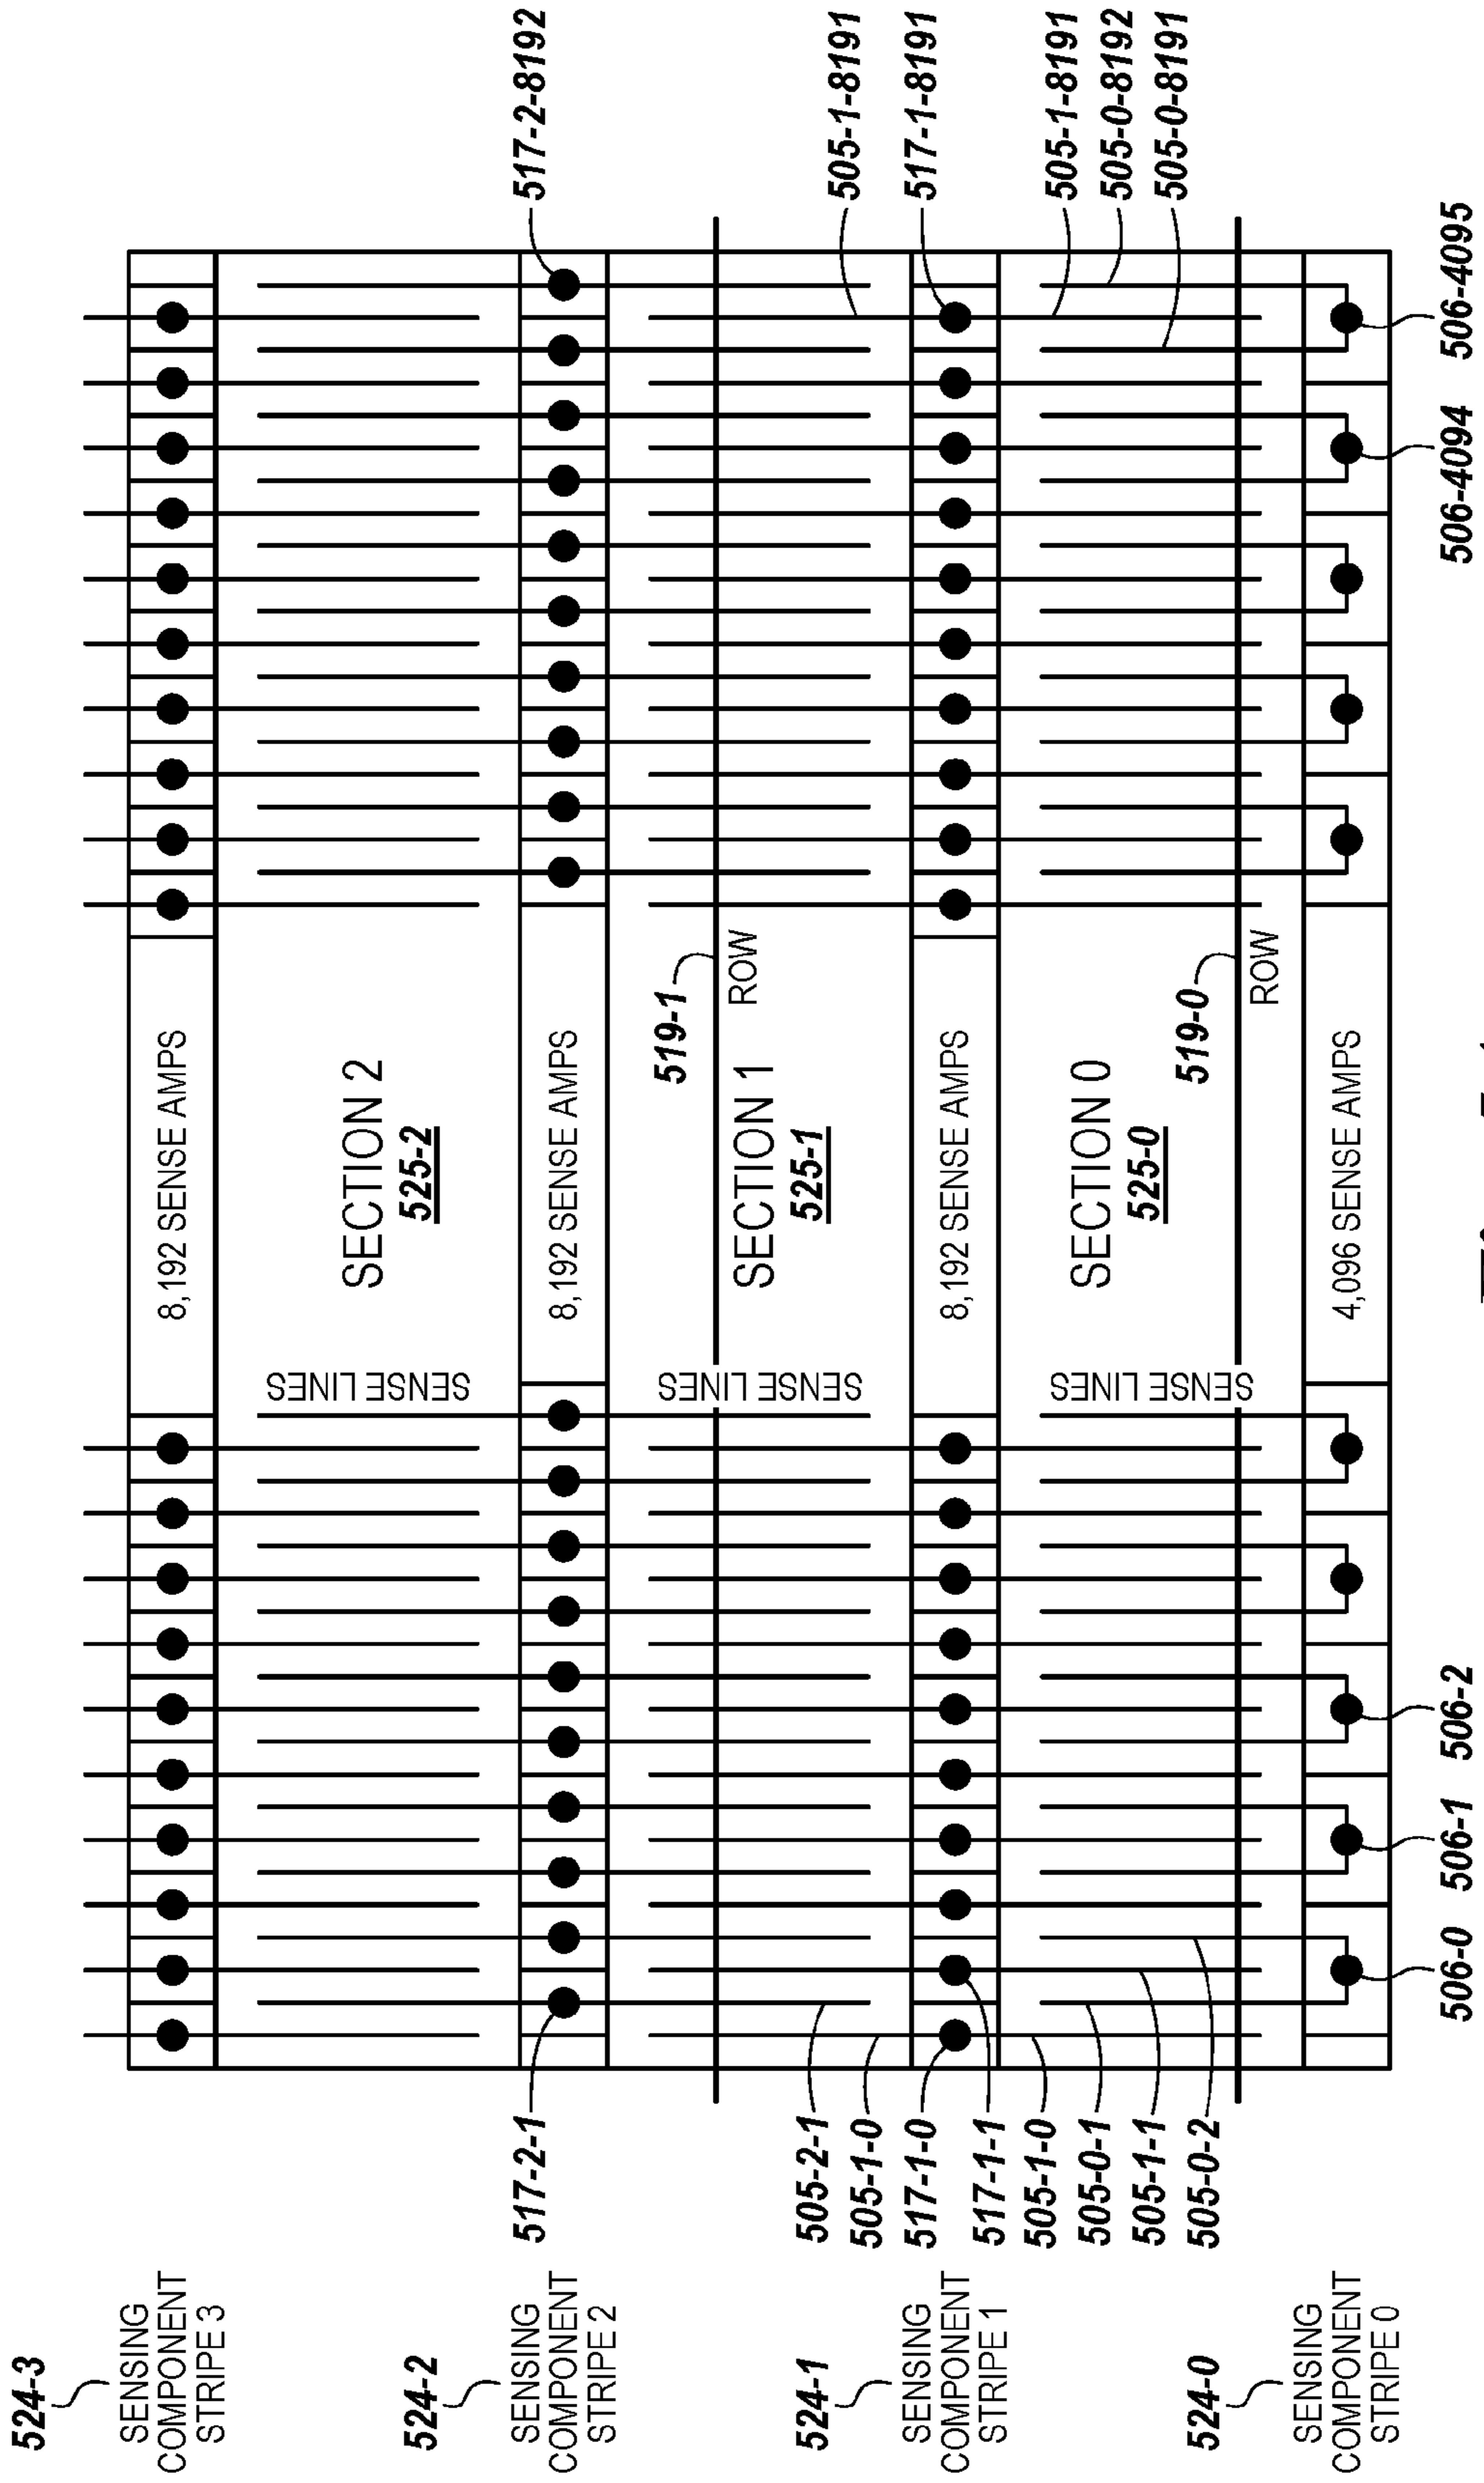 524-3
SENSING
COMPONENT
STRIPE 3
8,192 SENSE AMPS
SENSE LINES
SECTION 2
525-2
524-2
SENSING
COMPONENT
STRIPE 2
517-2-1
8,192 SENSE AMPS
517-2-8192
519-1
ROW
SENSE LINES
SECTION 1
525-1
505-2-1
505-1-0
505-1-8191
524-1
SENSING
COMPONENT
STRIPE 1
517-1-0
517-1-1
8,192 SENSE AMPS
517-1-8191
505-1-0
505-0-1
505-1-1
505-0-2
SENSE LINES
SECTION 0
525-0
505-1-8191
505-0-8192
505-0-8191
519-0
ROW
524-0
SENSING
COMPONENT
STRIPE 0
4,096 SENSE AMPS
506-0
506-1
506-2
506-4094
506-4095